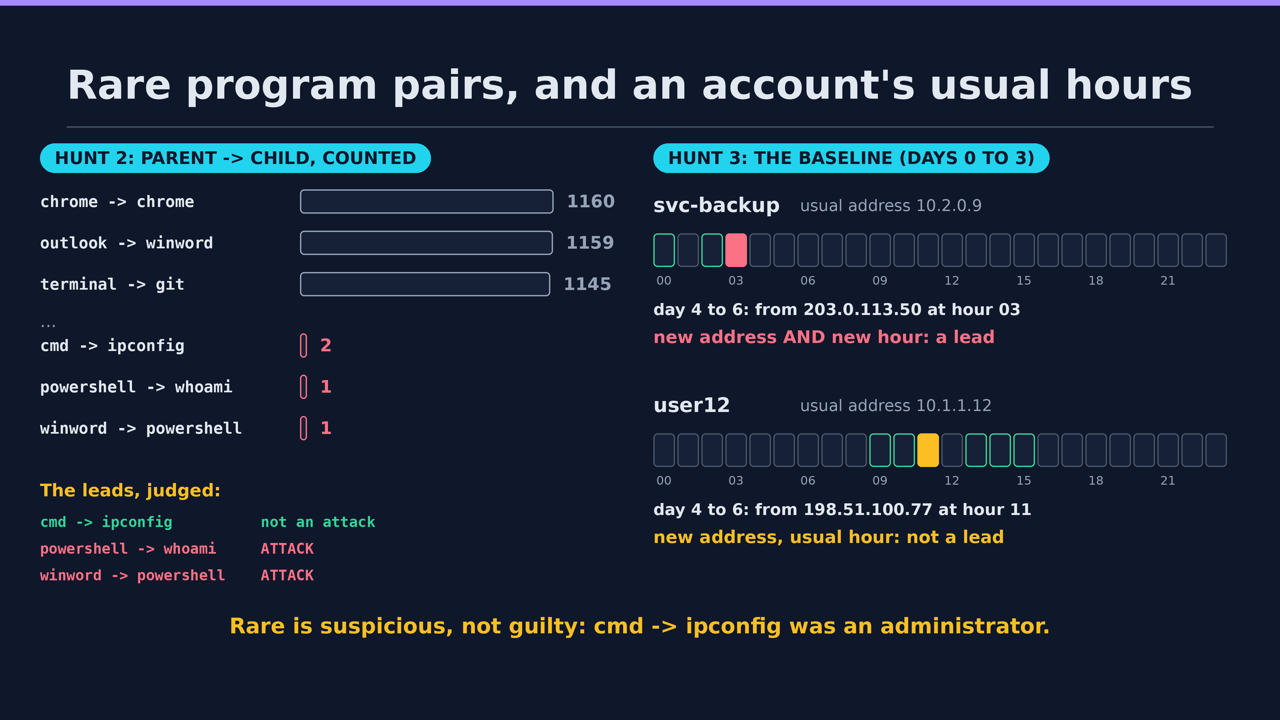 Rare program pairs, and an account's usual hours
HUNT 2: PARENT -> CHILD, COUNTED
chrome -> chrome 1160
outlook -> winword 1159
terminal -> git 1145
...
cmd -> ipconfig 2
powershell -> whoami 1
winword -> powershell 1
The leads, judged:
cmd -> ipconfig not an attack
powershell -> whoami ATTACK
winword -> powershell ATTACK
HUNT 3: THE BASELINE (DAYS 0 TO 3)
svc-backup usual address 10.2.0.9
00 03 06 09 12 15 18 21
day 4 to 6: from 203.0.113.50 at hour 03
new address AND new hour: a lead
user12 usual address 10.1.1.12
00 03 06 09 12 15 18 21
day 4 to 6: from 198.51.100.77 at hour 11
new address, usual hour: not a lead
Rare is suspicious, not guilty: cmd -> ipconfig was an administrator.